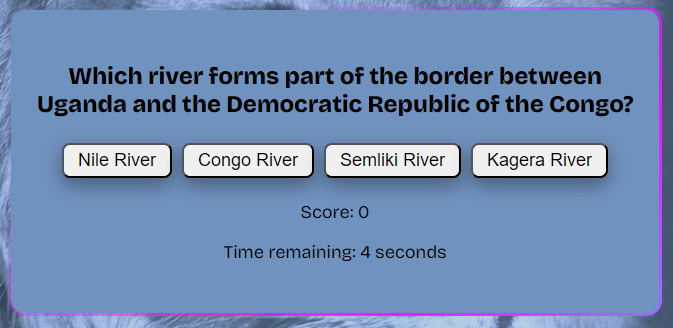 Which river forms part of the border between
Uganda and the Democratic Republic of the Congo?
Nile River Congo River Semliki River Kagera River
Score: 0
Time remaining: 4 seconds